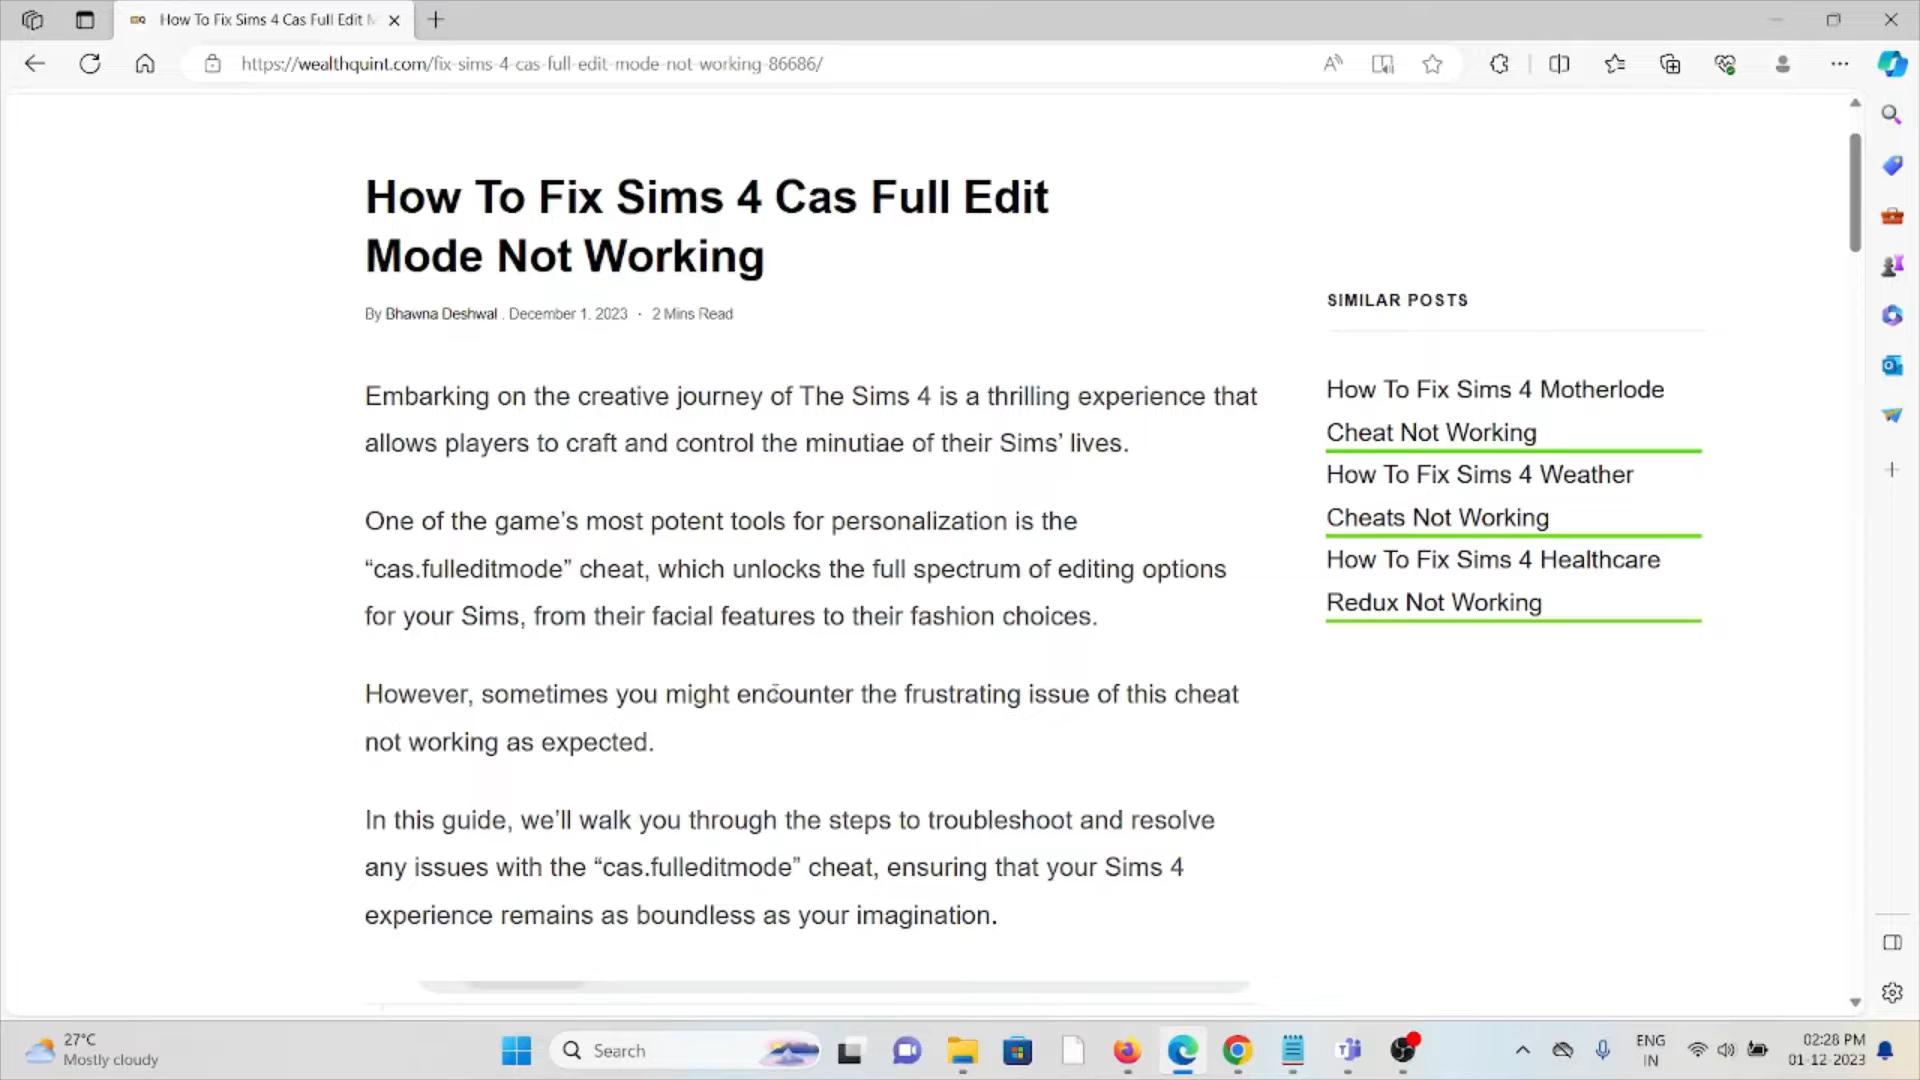 How To Fix Sims 4 Cas Full Edit M
https://wealthquint.com/fix-sims-4-cas-full-edit-mode-not-working-86686/
How To Fix Sims 4 Cas Full Edit
Mode Not Working
By Bhawna Deshwal . December 1, 2023 · 2 Mins Read
Embarking on the creative journey of The Sims 4 is a thrilling experience that
allows players to craft and control the minutiae of their Sims’ lives.
One of the game’s most potent tools for personalization is the
“cas.fulleditmode” cheat, which unlocks the full spectrum of editing options
for your Sims, from their facial features to their fashion choices.
However, sometimes you might encounter the frustrating issue of this cheat
not working as expected.
In this guide, we’ll walk you through the steps to troubleshoot and resolve
any issues with the “cas.fulleditmode” cheat, ensuring that your Sims 4
experience remains as boundless as your imagination.
SIMILAR POSTS
How To Fix Sims 4 Motherlode
Cheat Not Working
How To Fix Sims 4 Weather
Cheats Not Working
How To Fix Sims 4 Healthcare
Redux Not Working
27°C
Mostly cloudy
Search
ENG
IN
02:28 PM
01-12-2023